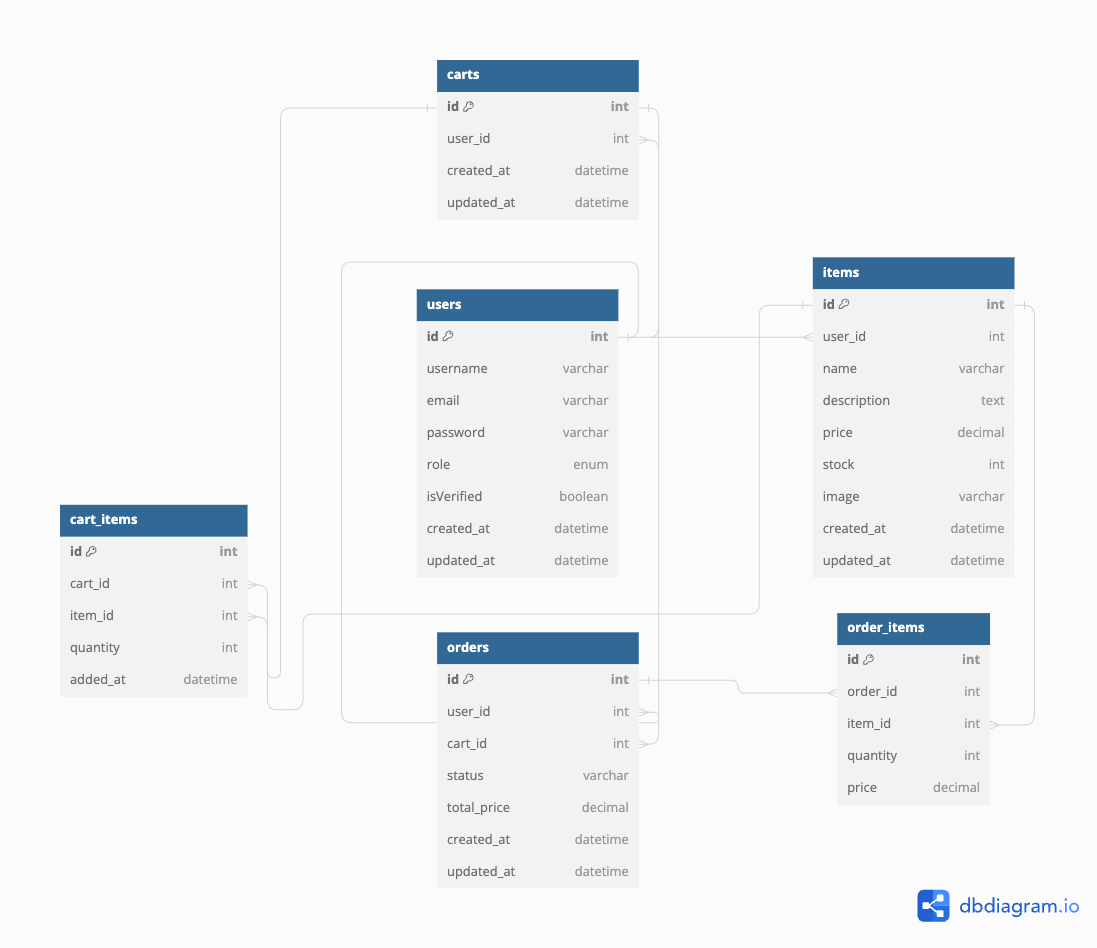 carts
id int
user_id int
created_at datetime
updated_at datetime
users
id int
username varchar
email varchar
password varchar
role enum
isVerified boolean
created_at datetime
updated_at datetime
items
id int
user_id int
name varchar
description text
price decimal
stock int
image varchar
created_at datetime
updated_at datetime
cart_items
id int
cart_id int
item_id int
quantity int
added_at datetime
orders
id int
user_id int
cart_id int
status varchar
total_price decimal
created_at datetime
updated_at datetime
order_items
id int
order_id int
item_id int
quantity int
price decimal
dbdiagram.io